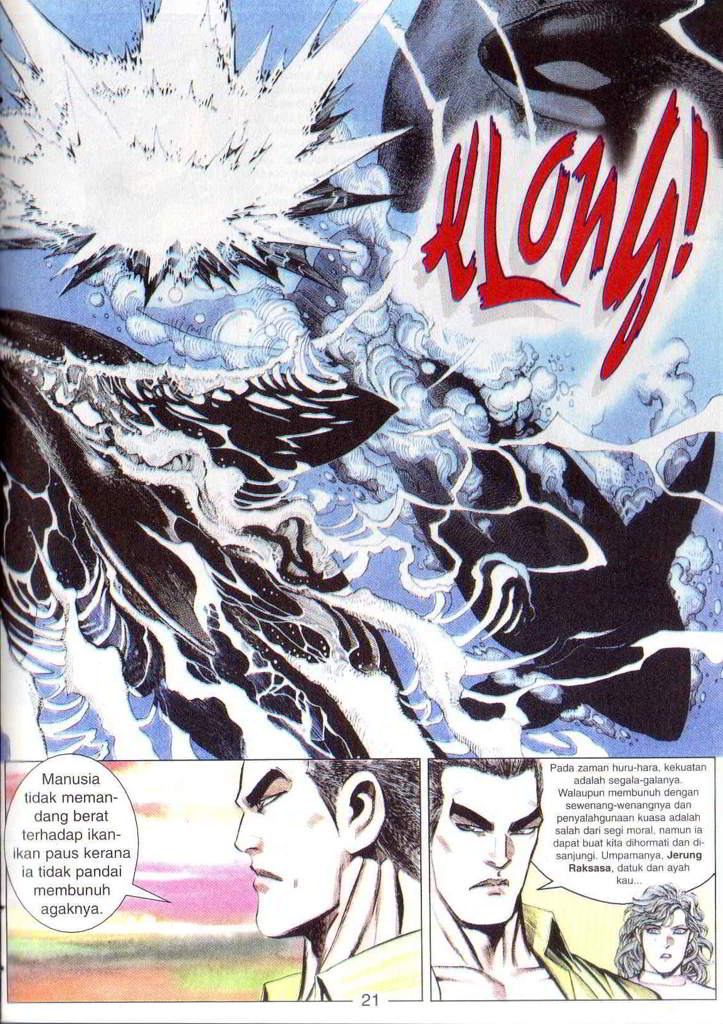 KLONG!
Manusia
tidak meman-
dang berat
terhadap ikan-
ikan paus kerana
ia tidak pandai
membunuh
agaknya.
Pada zaman huru-hara, kekuatan
adalah segala-galanya.
Walaupun membunuh dengan
sewenang-wenangnya dan
penyalahgunaan kuasa adalah
salah dari segi moral, namun ia
dapat buat kita dihormati dan di-
sanjungi. Umpamanya, Jerung
Raksasa, datuk dan ayah
kau...
21